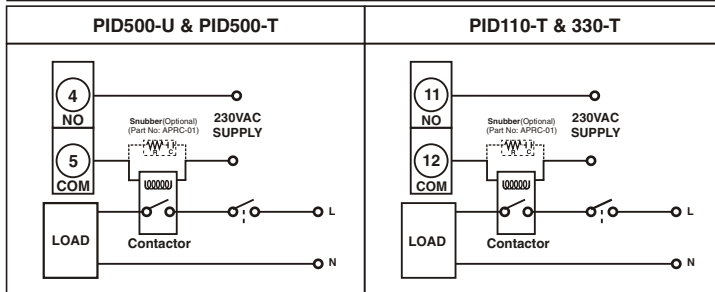 PID500-U & PID500-T
4
NO
Snubber(Optional)
(Part No: APRC-01)
230VAC
SUPPLY
R C
5
COM
LOAD
Contactor
L
N
PID110-T & 330-T
11
NO
Snubber(Optional)
(Part No: APRC-01)
230VAC
SUPPLY
R C
12
COM
LOAD
Contactor
L
N